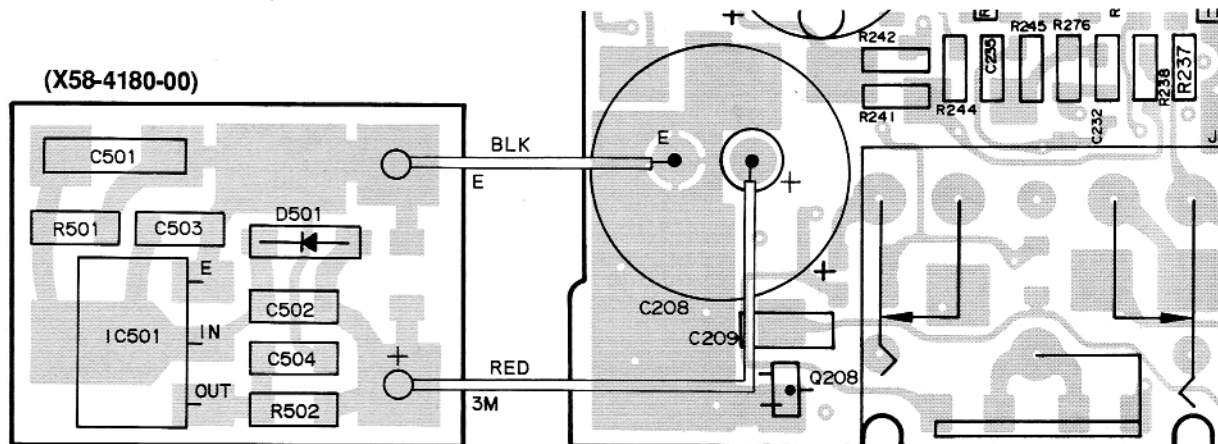 (X58-4180-00)
C501
R501
C503
D501
E
IC501
IN
OUT
C502
C504
R502
+
BLK
E
RED
3M
+
E
+
+
C208
C209
Q208
R242
R241
R244
C235
R245
R276
C232
R238
R237
J